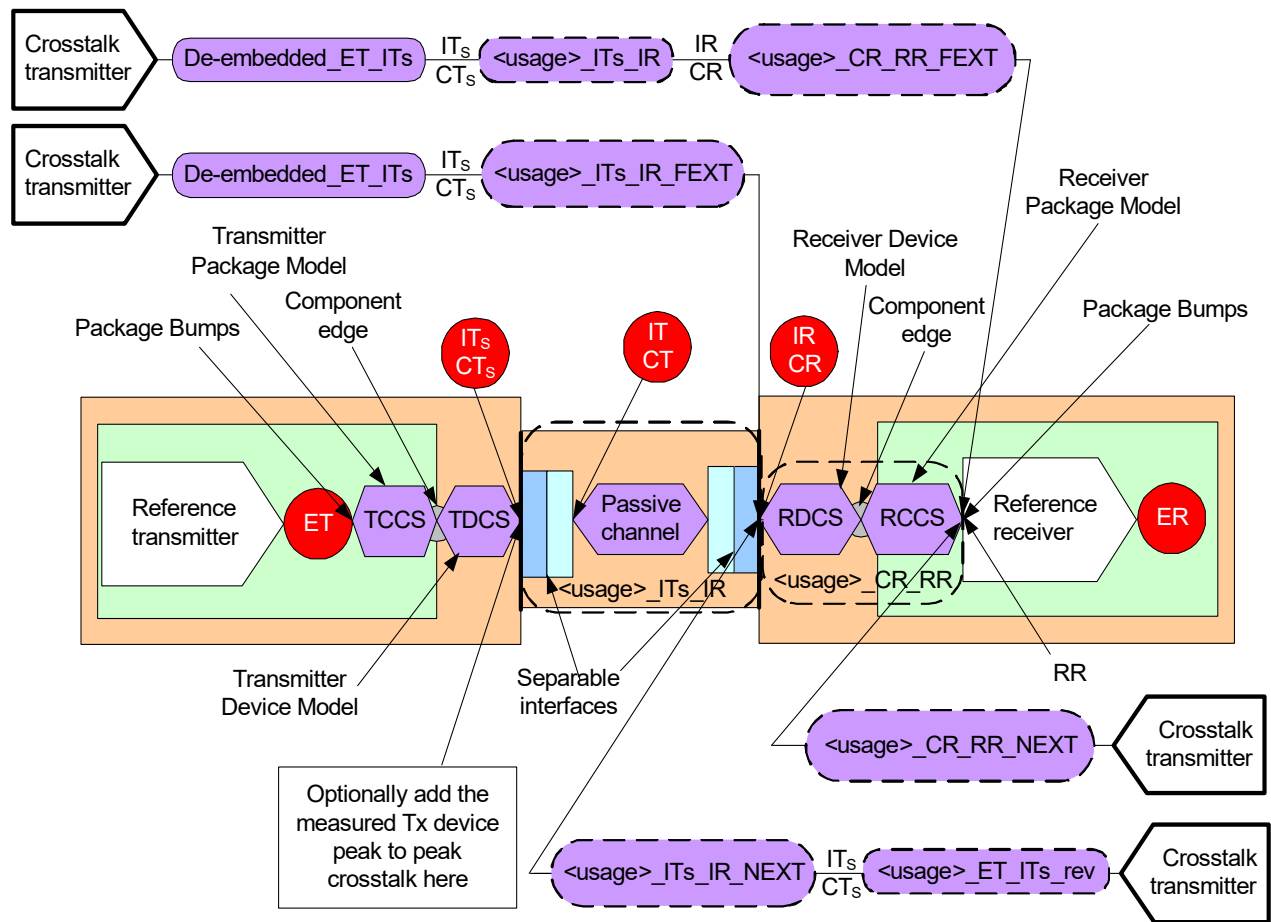 Crosstalk
transmitter
De-embedded_ET_ITs
ITS
CTS
<usage>_ITs_IR
IR
CR
<usage>_CR_RR_FEXT
Crosstalk
transmitter
De-embedded_ET_ITs
ITS
CTS
<usage>_ITs_IR_FEXT
Receiver
Package Model
Transmitter
Package Model
Receiver Device
Model
Component
edge
Component
edge
Package Bumps
Package Bumps
ITS
CTS
IT
CT
IR
CR
Reference
transmitter
ET
TCCS
TDCS
Passive
channel
RDCS
RCCS
Reference
receiver
ER
<usage>_ITs_IR
<usage>_CR_RR
Transmitter
Device Model
Separable
interfaces
RR
<usage>_CR_RR_NEXT
Crosstalk
transmitter
Optionally add the
measured Tx device
peak to peak
crosstalk here
<usage>_ITs_IR_NEXT
ITS
CTS
<usage>_ET_ITs_rev
Crosstalk
transmitter